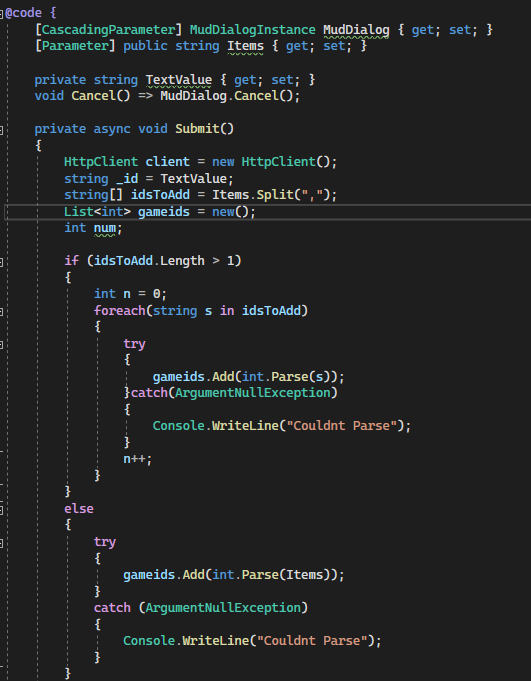 @code {
[CascadingParameter] MudDialogInstance MudDialog { get; set; }
[Parameter] public string Items { get; set; }
private string TextValue { get; set; }
void Cancel() => MudDialog.Cancel();
private async void Submit()
{
HttpClient client = new HttpClient();
string _id = TextValue;
string[] idsToAdd = Items.Split(",");
List<int> gameids = new();
int num;
if (idsToAdd.Length > 1)
{
int n = 0;
foreach(string s in idsToAdd)
{
try
{
gameids.Add(int.Parse(s));
}catch(ArgumentNullException)
{
Console.WriteLine("Couldnt Parse");
}
n++;
}
}
else
{
try
{
gameids.Add(int.Parse(Items));
}
catch (ArgumentNullException)
{
Console.WriteLine("Couldnt Parse");
}
}